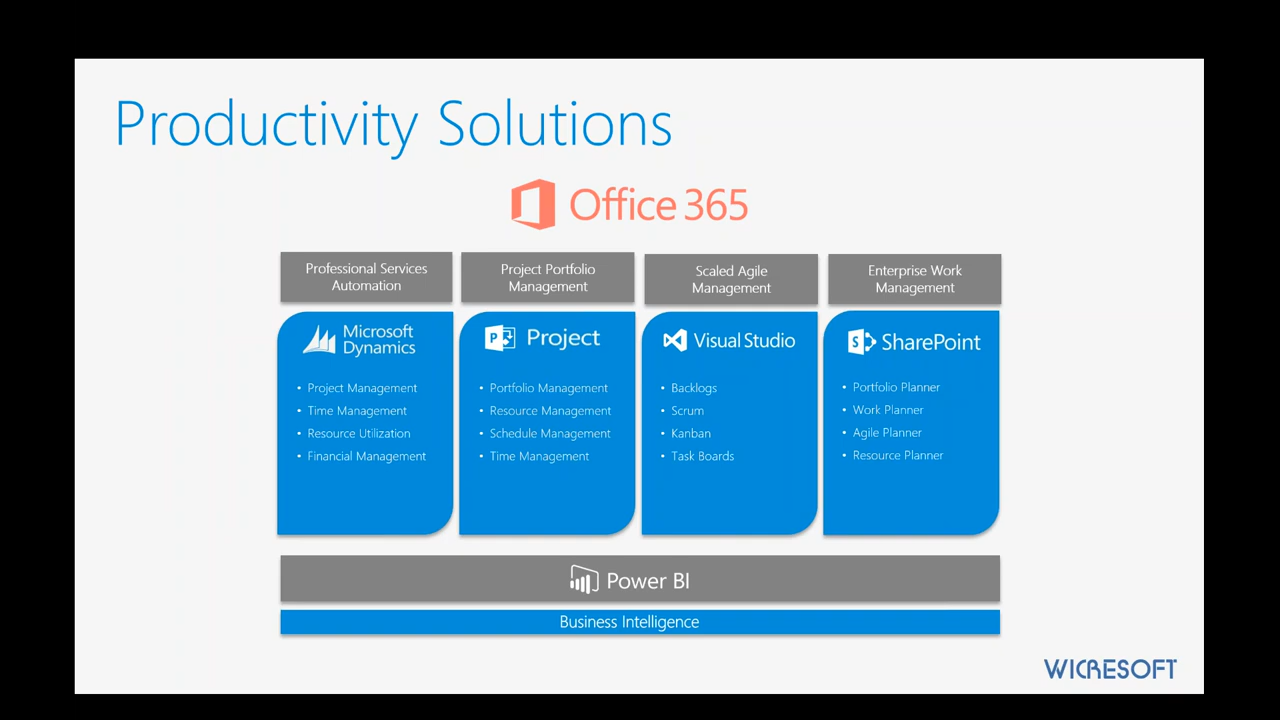 Productivity Solutions
Office 365
Professional Services
Automation
Project Portfolio
Management
Scaled Agile
Management
Enterprise Work
Management
Microsoft
Dynamics
• Project Management
• Time Management
• Resource Utilization
• Financial Management
P
Project
• Portfolio Management
• Resource Management
• Schedule Management
• Time Management
Visual Studio
• Backlogs
• Scrum
• Kanban
• Task Boards
S
SharePoint
• Portfolio Planner
• Work Planner
• Agile Planner
• Resource Planner
Power BI
Business Intelligence
WICRESOFT